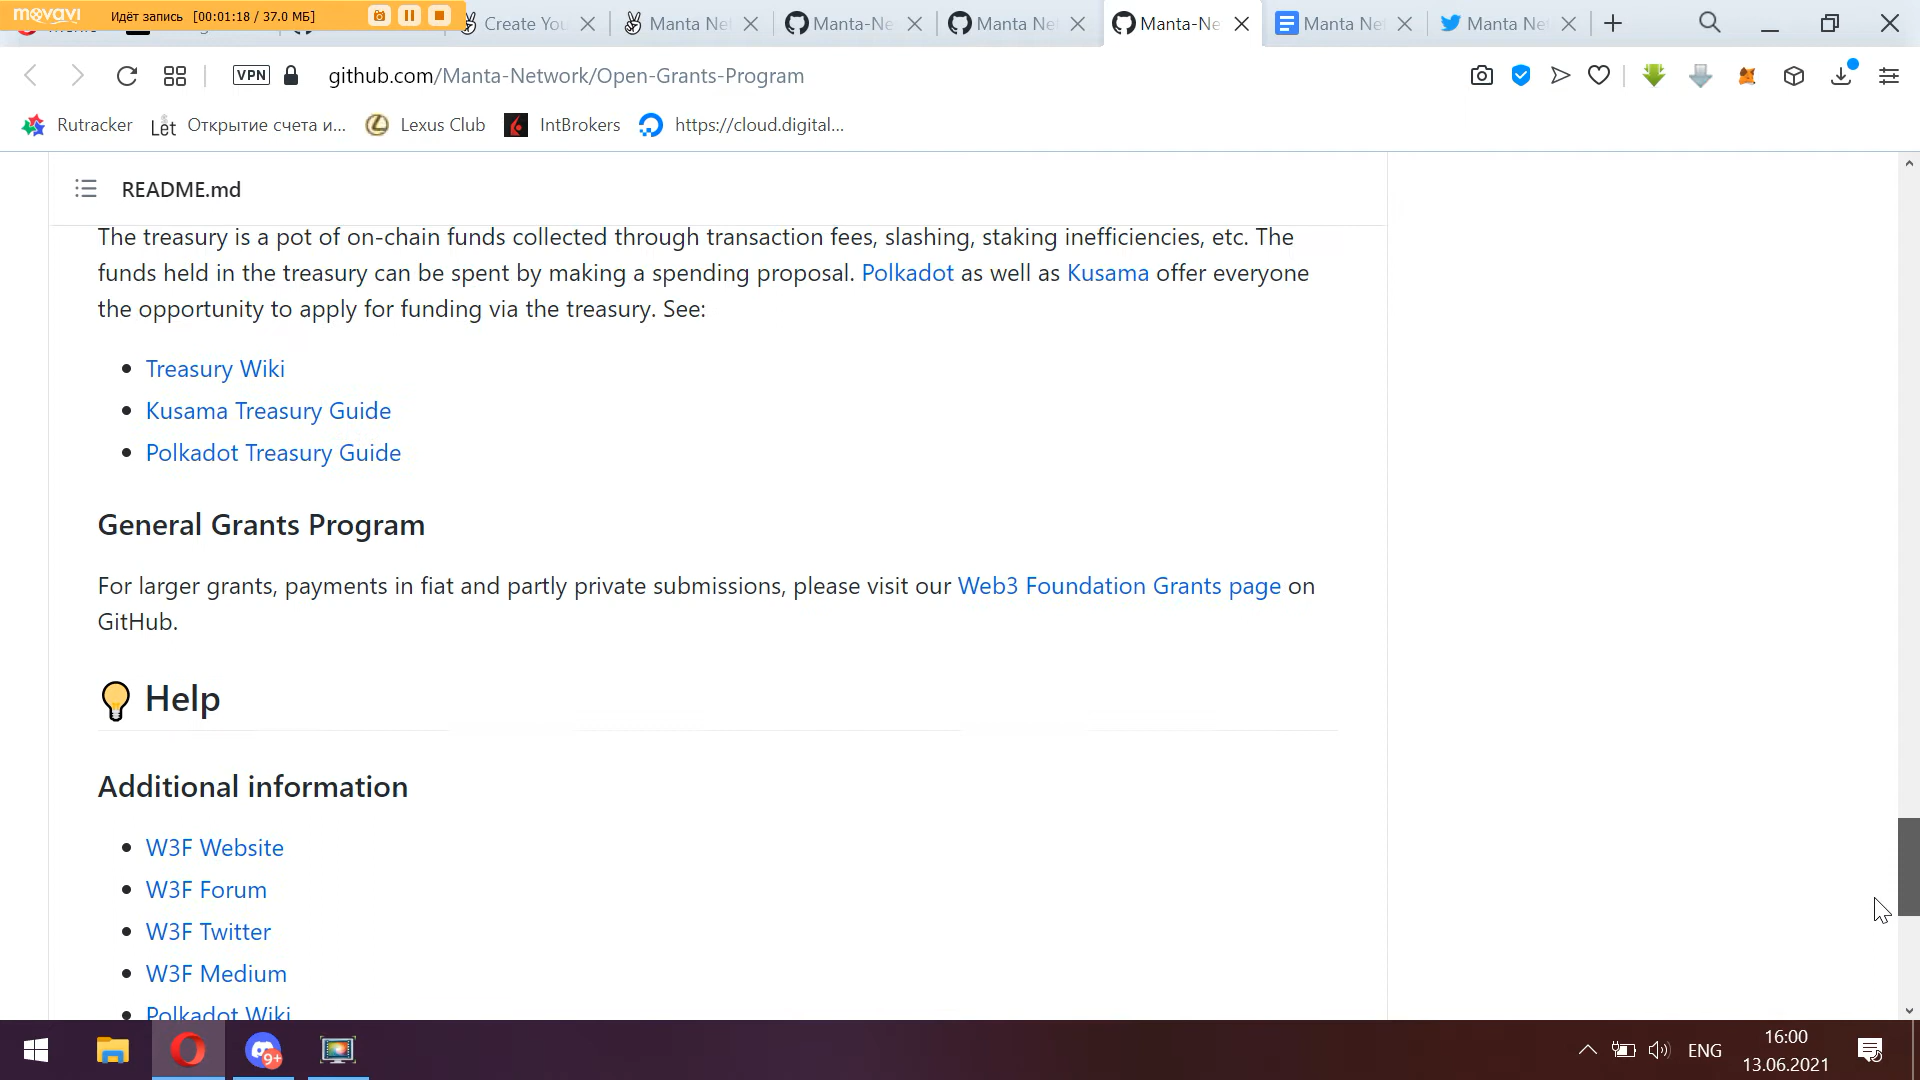 movavi Идёт запись [00:01:18 / 37.0 МБ]
Create You Manta Net Manta-Ne Manta Net Manta-Ne Manta Net Manta Net
VPN github.com/Manta-Network/Open-Grants-Program
Rutracker Let Открытие счета и... Lexus Club IntBrokers https://cloud.digital...
README.md
The treasury is a pot of on-chain funds collected through transaction fees, slashing, staking inefficiencies, etc. The
funds held in the treasury can be spent by making a spending proposal. Polkadot as well as Kusama offer everyone
the opportunity to apply for funding via the treasury. See:
Treasury Wiki
Kusama Treasury Guide
Polkadot Treasury Guide
General Grants Program
For larger grants, payments in fiat and partly private submissions, please visit our Web3 Foundation Grants page on
GitHub.
Help
Additional information
W3F Website
W3F Forum
W3F Twitter
W3F Medium
Polkadot Wiki
9+
ENG
16:00
13.06.2021